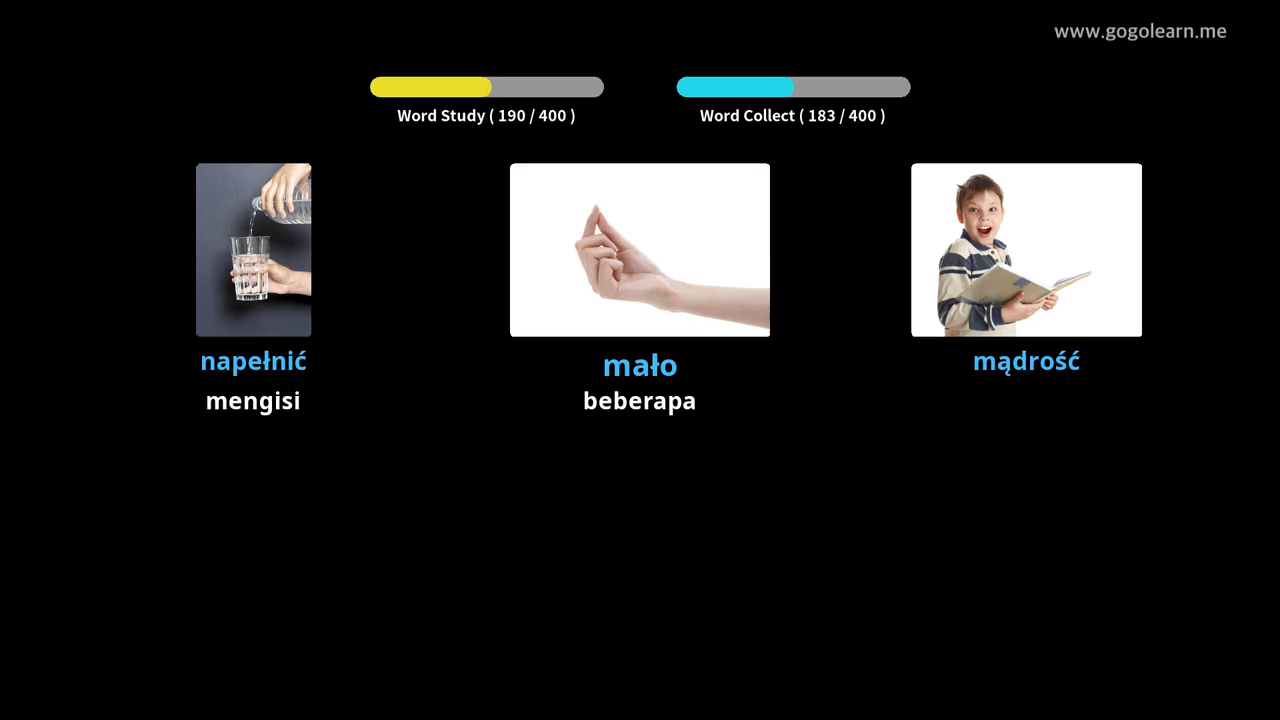 www.gogolearn.me
Word Study ( 190 / 400 )
Word Collect ( 183 / 400 )
napełnić
mengisi
mało
beberapa
mądrość